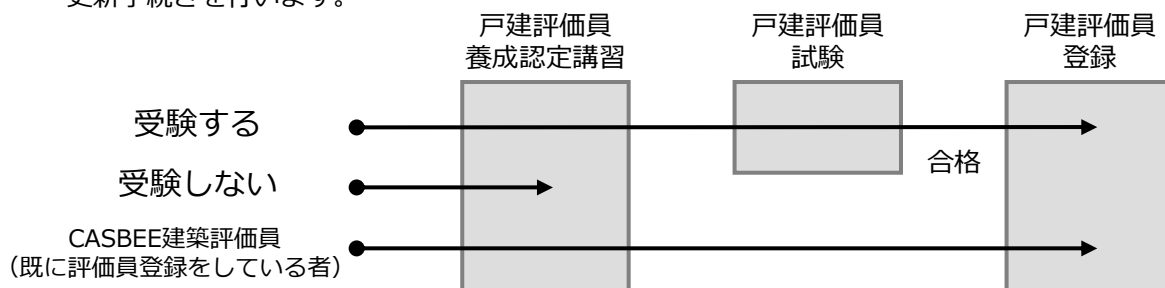 更新手続きを行います。
戸建評価員
養成認定講習
戸建評価員
試験
戸建評価員
登録
受験する
合格
受験しない
CASBEE建築評価員
（既に評価員登録をしている者）